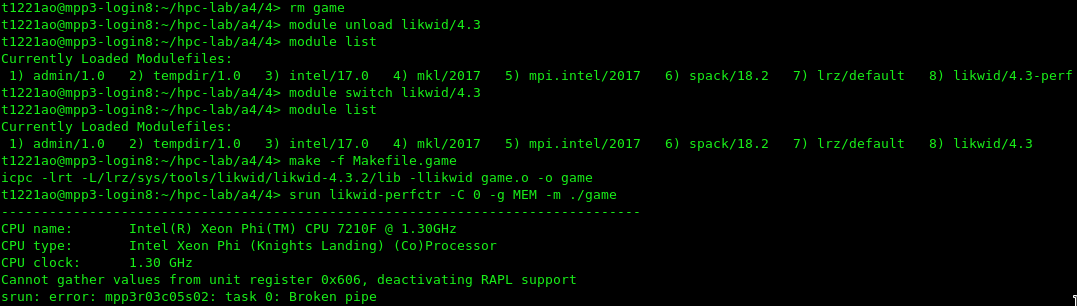 t1221ao@mpp3-login8:~/hpc-lab/a4/4> rm game
t1221ao@mpp3-login8:~/hpc-lab/a4/4> module unload likwid/4.3
t1221ao@mpp3-login8:~/hpc-lab/a4/4> module list
Currently Loaded Modulefiles:
 1) admin/1.0   2) tempdir/1.0   3) intel/17.0   4) mkl/2017   5) mpi.intel/2017   6) spack/18.2   7) lrz/default   8) likwid/4.3-perf
t1221ao@mpp3-login8:~/hpc-lab/a4/4> module switch likwid/4.3
t1221ao@mpp3-login8:~/hpc-lab/a4/4> module list
Currently Loaded Modulefiles:
 1) admin/1.0   2) tempdir/1.0   3) intel/17.0   4) mkl/2017   5) mpi.intel/2017   6) spack/18.2   7) lrz/default   8) likwid/4.3
t1221ao@mpp3-login8:~/hpc-lab/a4/4> make -f Makefile.game
icpc -lrt -L/lrz/sys/tools/likwid/likwid-4.3.2/lib -llikwid game.o -o game
t1221ao@mpp3-login8:~/hpc-lab/a4/4> srun likwid-perfctr -C 0 -g MEM -m ./game
--------------------------------------------------------------------------------
CPU name:       Intel(R) Xeon Phi(TM) CPU 7210F @ 1.30GHz
CPU type:       Intel Xeon Phi (Knights Landing) (Co)Processor
CPU clock:      1.30 GHz
Cannot gather values from unit register 0x606, deactivating RAPL support
srun: error: mpp3r03c05s02: task 0: Broken pipe